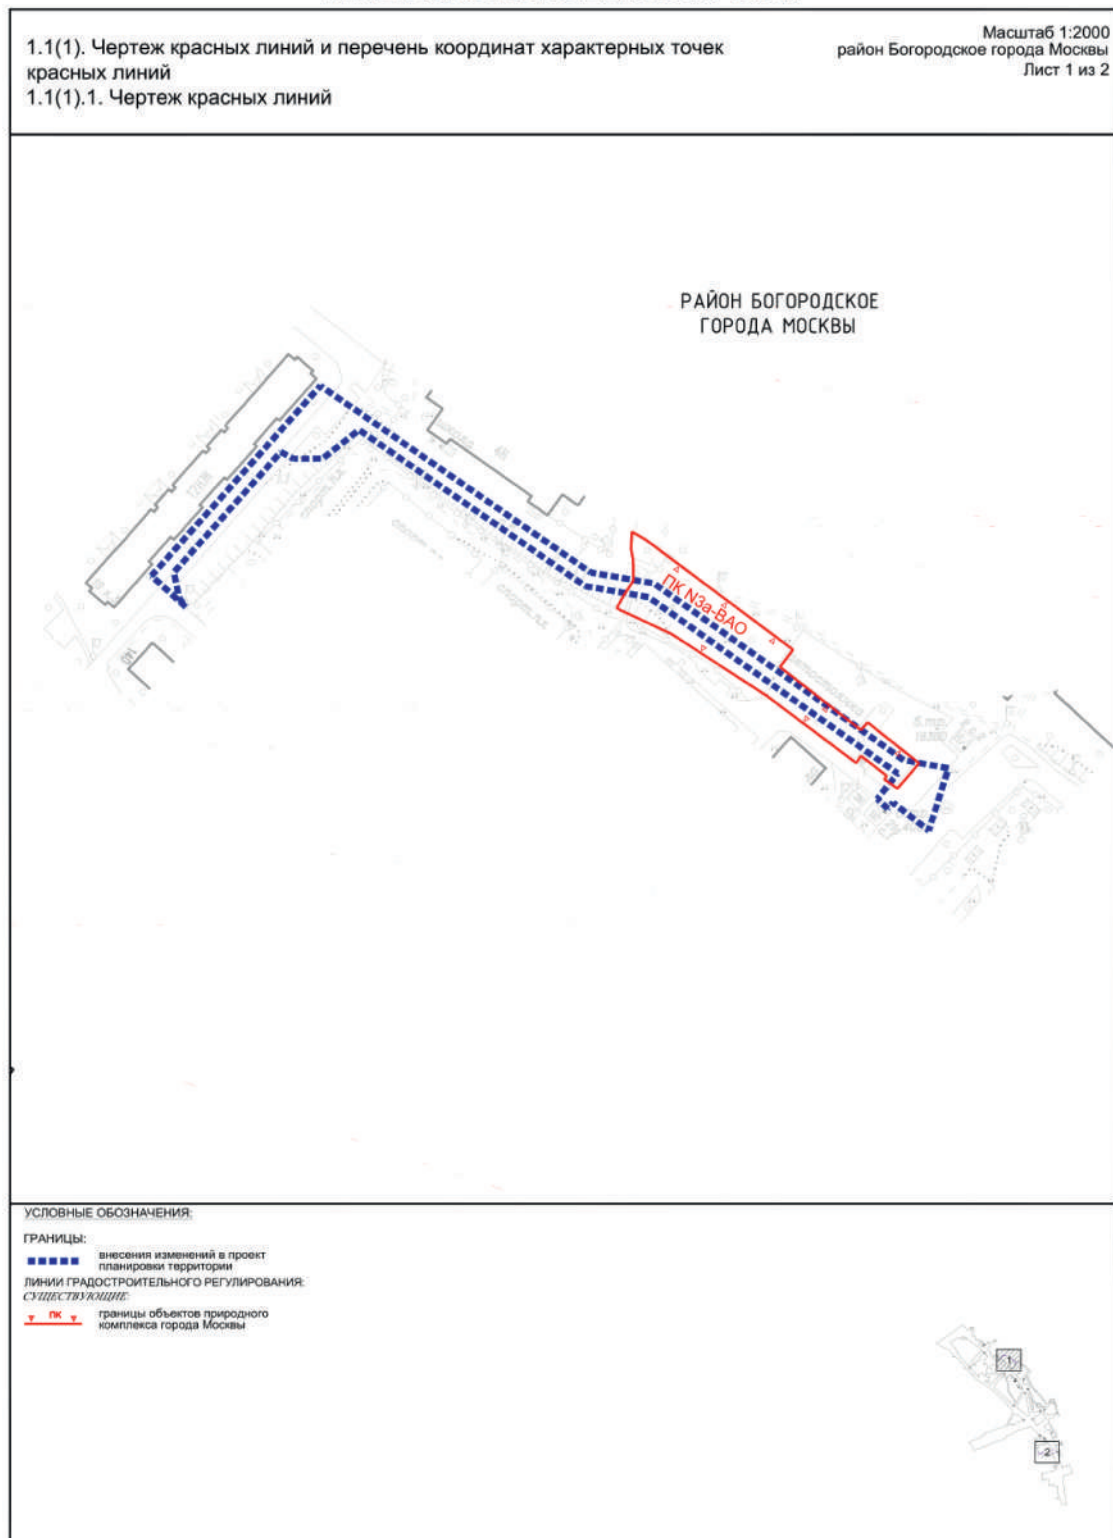 1.1(1). Чертеж красных линий и перечень координат характерных точек
красных линий
1.1(1).1. Чертеж красных линий
Масштаб 1:2000
район Богородское города Москвы
Лист 1 из 2
РАЙОН БОГОРОДСКОЕ
ГОРОДА МОСКВЫ
ПК N3а-ВАО
УСЛОВНЫЕ ОБОЗНАЧЕНИЯ:
ГРАНИЦЫ:
внесения изменений в проект
планировки территории
ЛИНИИ ГРАДОСТРОИТЕЛЬНОГО РЕГУЛИРОВАНИЯ:
СУЩЕСТВУЮЩИЕ:
ПК
границы объектов природного
комплекса города Москвы
1
2